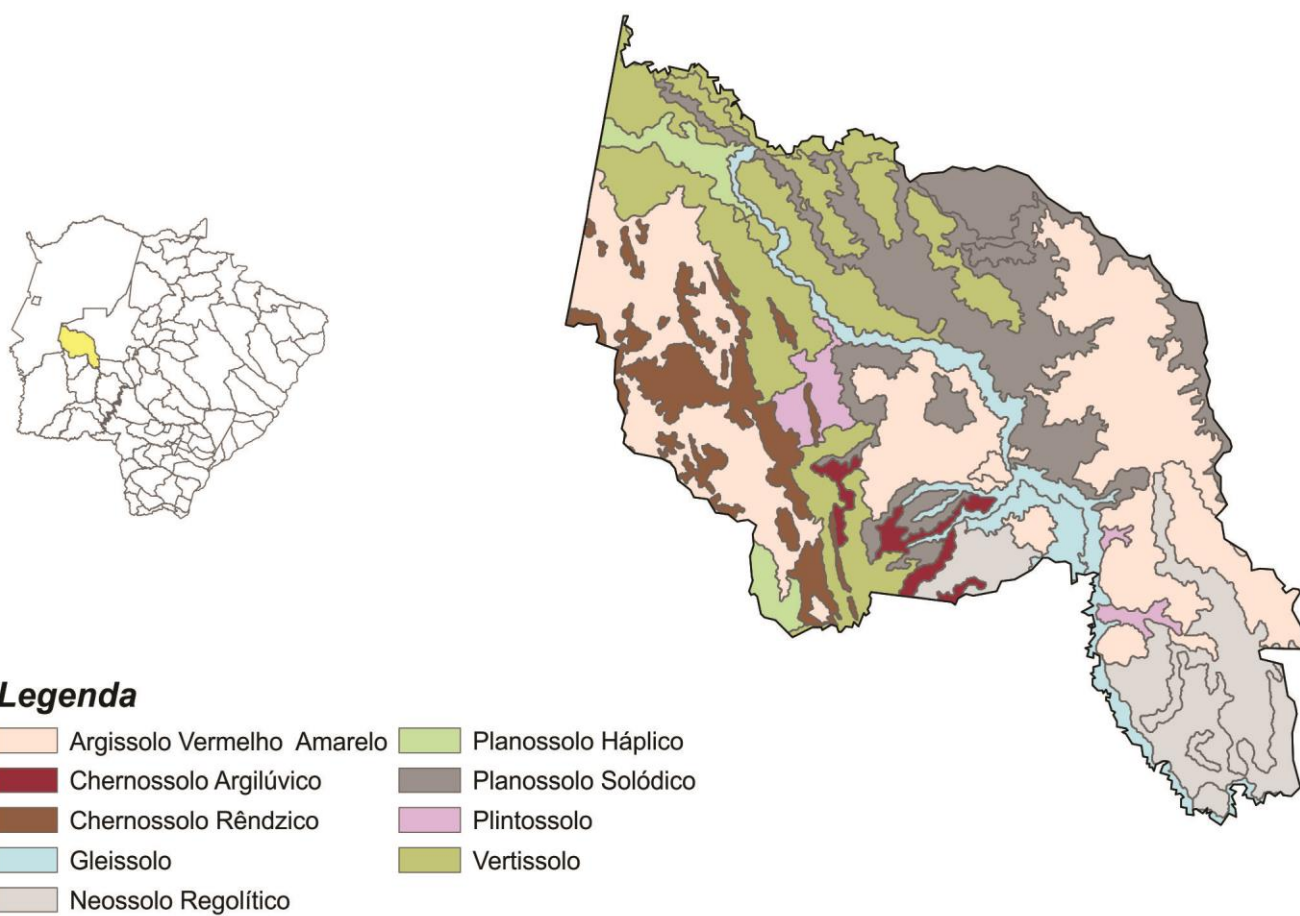 Legenda
Argissolo Vermelho Amarelo
Chernossolo Argilúvico
Chernossolo Rêndzico
Gleissolo
Neossolo Regolítico
Planossolo Háplico
Planossolo Solódico
Plintossolo
Vertissolo